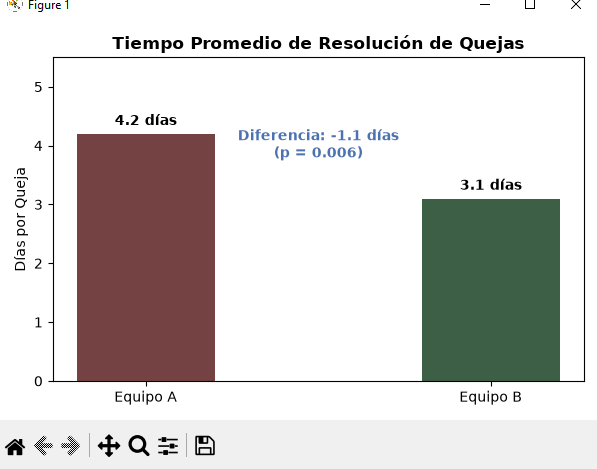 Figure 1
Tiempo Promedio de Resolución de Quejas
5
4
3
2
1
0
Días por Queja
4.2 días
Diferencia: -1.1 días
(p = 0.006)
3.1 días
Equipo A
Equipo B